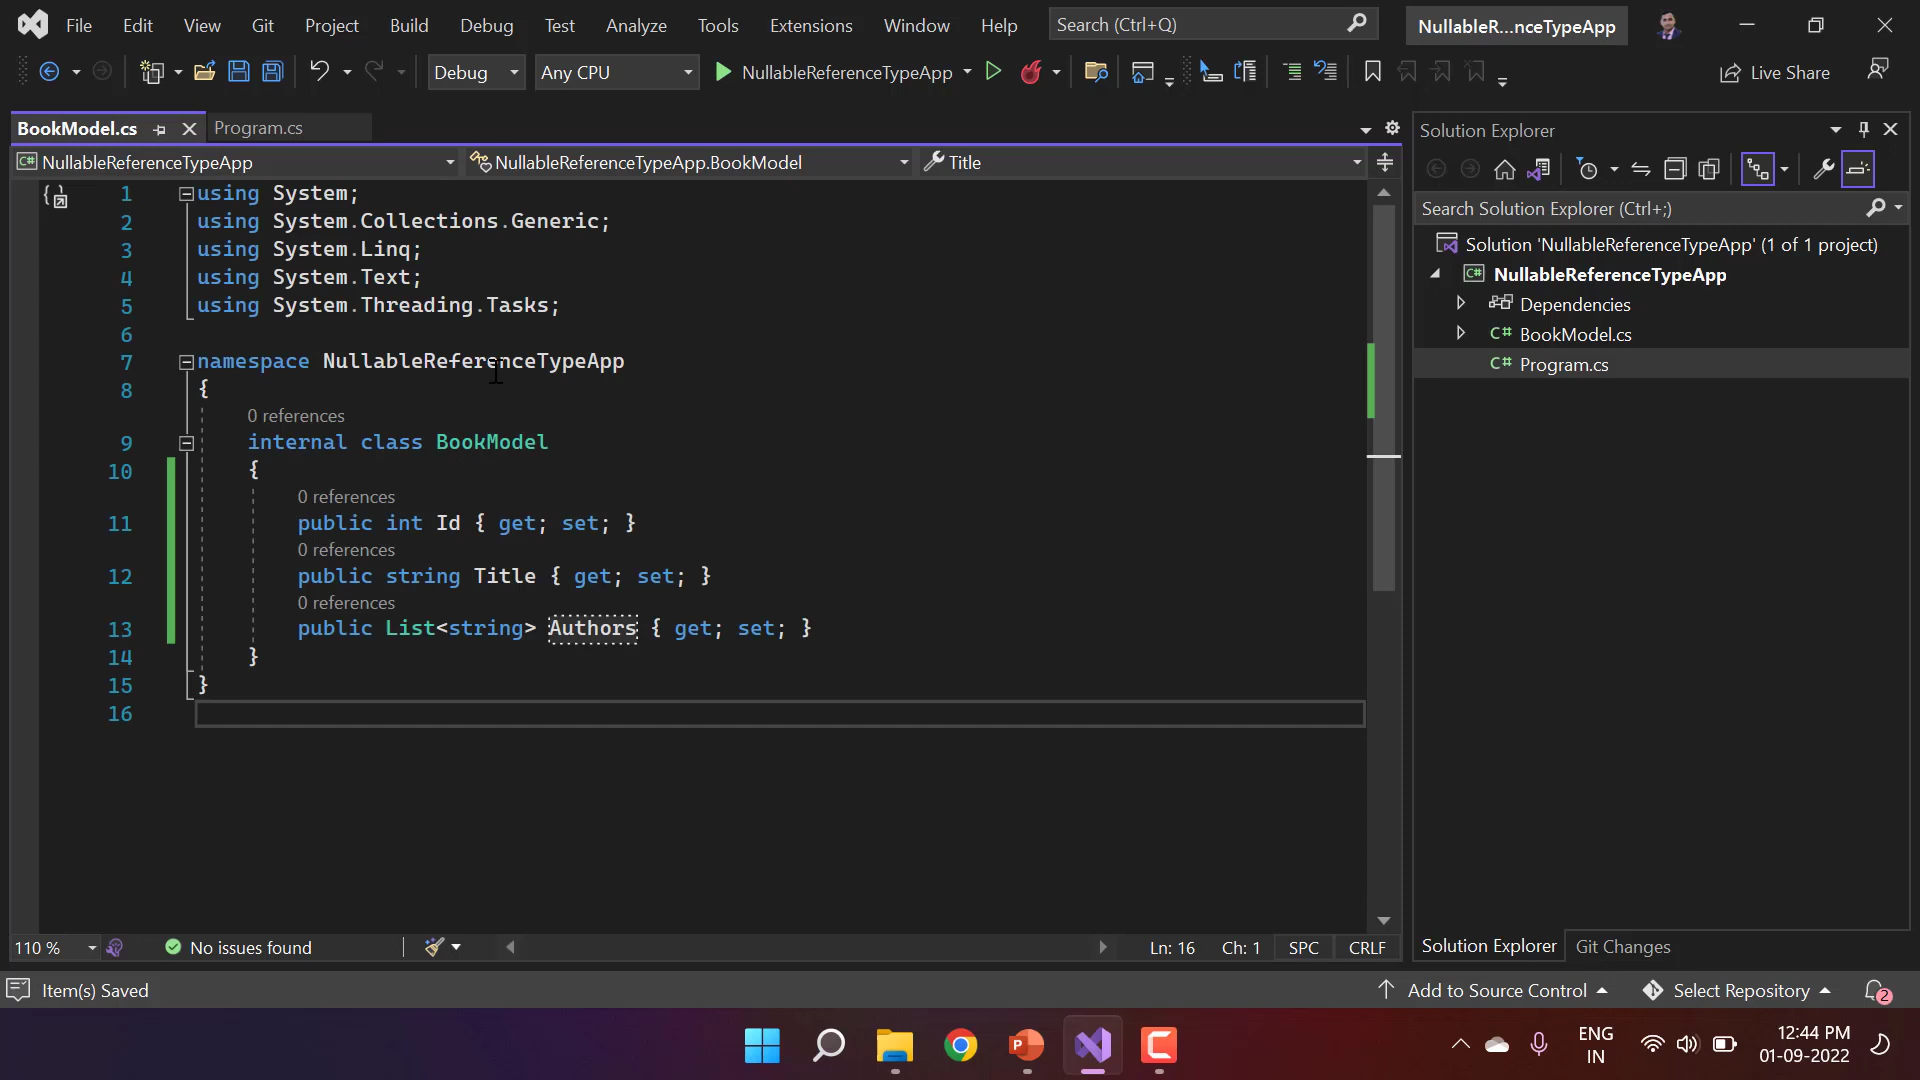 File Edit View Git Project Build Debug Test Analyze Tools Extensions Window Help Search (Ctrl+Q) NullableR...nceTypeApp
Debug Any CPU NullableReferenceTypeApp Live Share
BookModel.cs Program.cs
NullableReferenceTypeApp NullableReferenceTypeApp.BookModel Title
1 using System;
2 using System.Collections.Generic;
3 using System.Linq;
4 using System.Text;
5 using System.Threading.Tasks;
6
7 namespace NullableReferenceTypeApp
8 {
0 references
9 internal class BookModel
10 {
0 references
11 public int Id { get; set; }
0 references
12 public string Title { get; set; }
0 references
13 public List<string> Authors { get; set; }
14 }
15 }
16
110 % No issues found Ln: 16 Ch: 1 SPC CRLF
Solution Explorer
Search Solution Explorer (Ctrl+;)
Solution 'NullableReferenceTypeApp' (1 of 1 project)
C# NullableReferenceTypeApp
Dependencies
C# BookModel.cs
C# Program.cs
Solution Explorer Git Changes
Item(s) Saved Add to Source Control Select Repository 2
ENG
IN
12:44 PM
01-09-2022